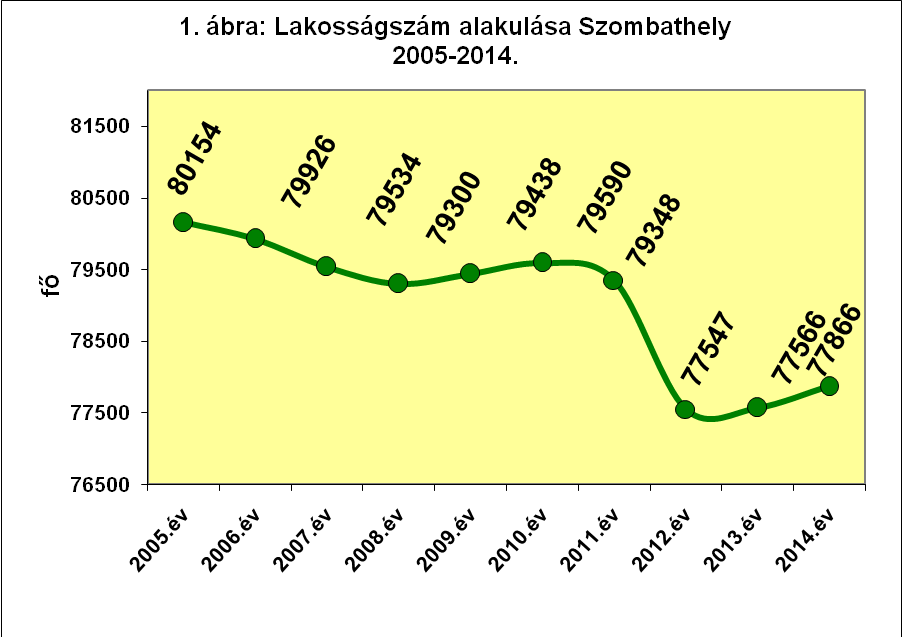 1. ábra: Lakosságszám alakulása Szombathely
2005-2014.
fő
81500
80500
79500
78500
77500
76500
80154
79926
79534
79300
79438
79590
79348
77547
77566
77866
2005.év
2006.év
2007.év
2008.év
2009.év
2010.év
2011.év
2012.év
2013.év
2014.év